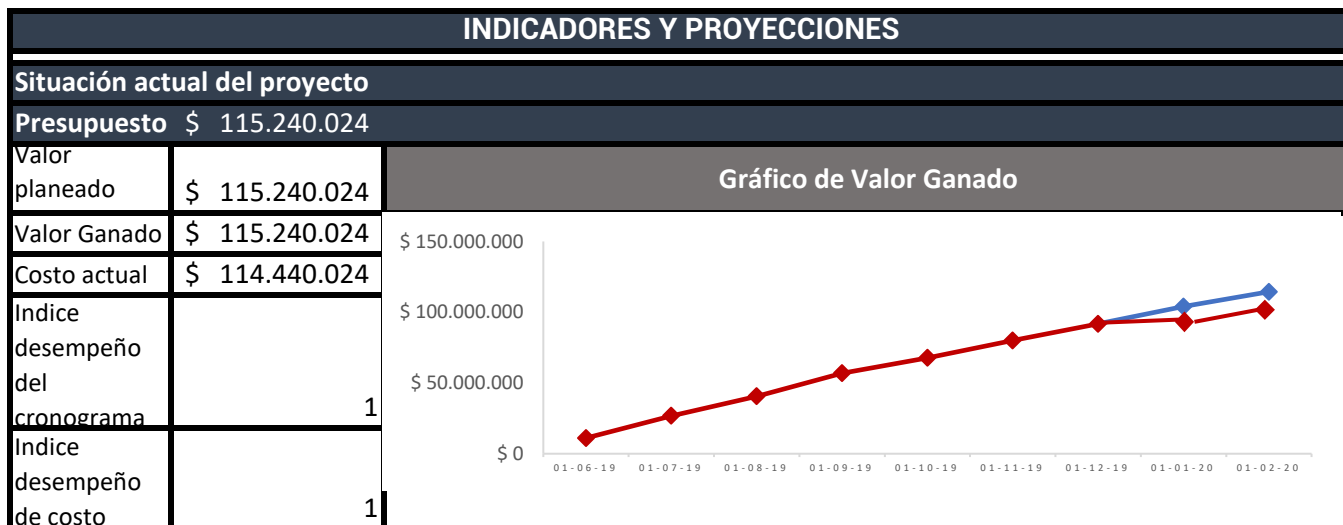 INDICADORES Y PROYECCIONES
Situación actual del proyecto
Presupuesto $ 115.240.024
Valor
planeado $ 115.240.024
Valor Ganado $ 115.240.024
Costo actual $ 114.440.024
Indice
desempeño
del
cronograma 1
Indice
desempeño
de costo 1
Gráfico de Valor Ganado
$ 150.000.000
$ 100.000.000
$ 50.000.000
$ 0
01-06-19 01-07-19 01-08-19 01-09-19 01-10-19 01-11-19 01-12-19 01-01-20 01-02-20